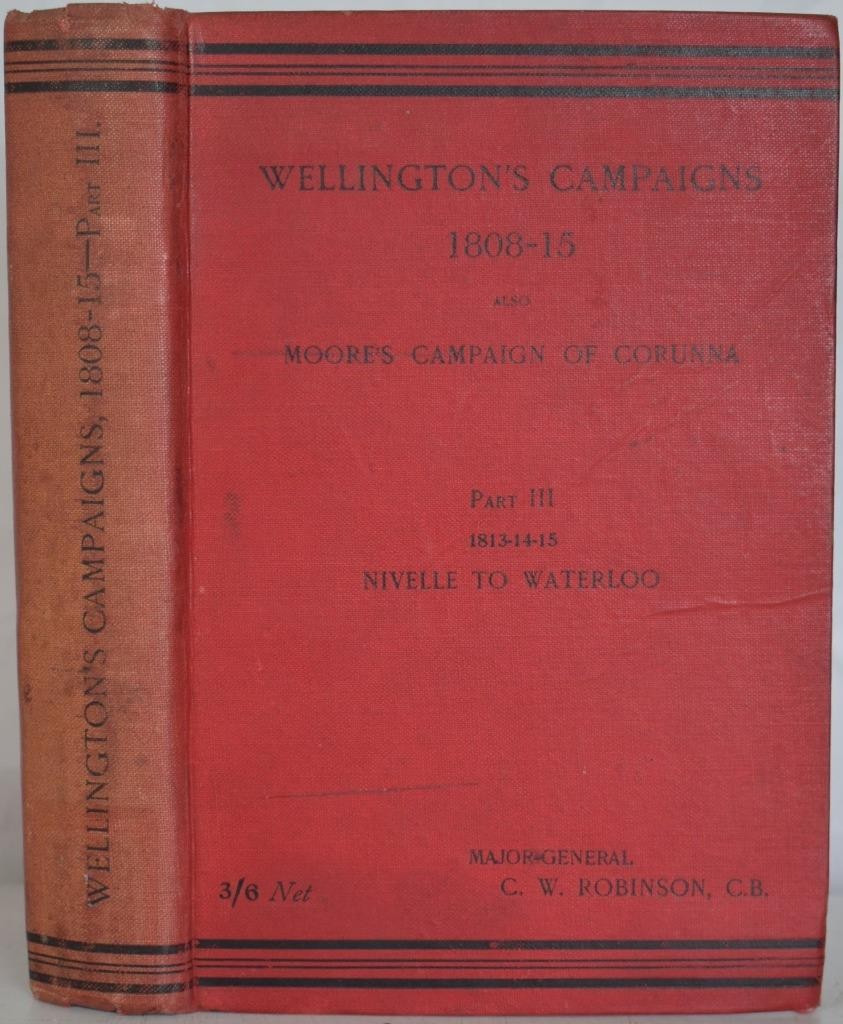 WELLINGTON'S CAMPAIGNS, 1808-15—PART III.
WELLINGTON'S CAMPAIGNS
1808-15
ALSO
MOORE'S CAMPAIGN OF CORUNNA
PART III
1813-14-15
NIVELLE TO WATERLOO
MAJOR-GENERAL
C. W. ROBINSON, C.B.
3/6 Net